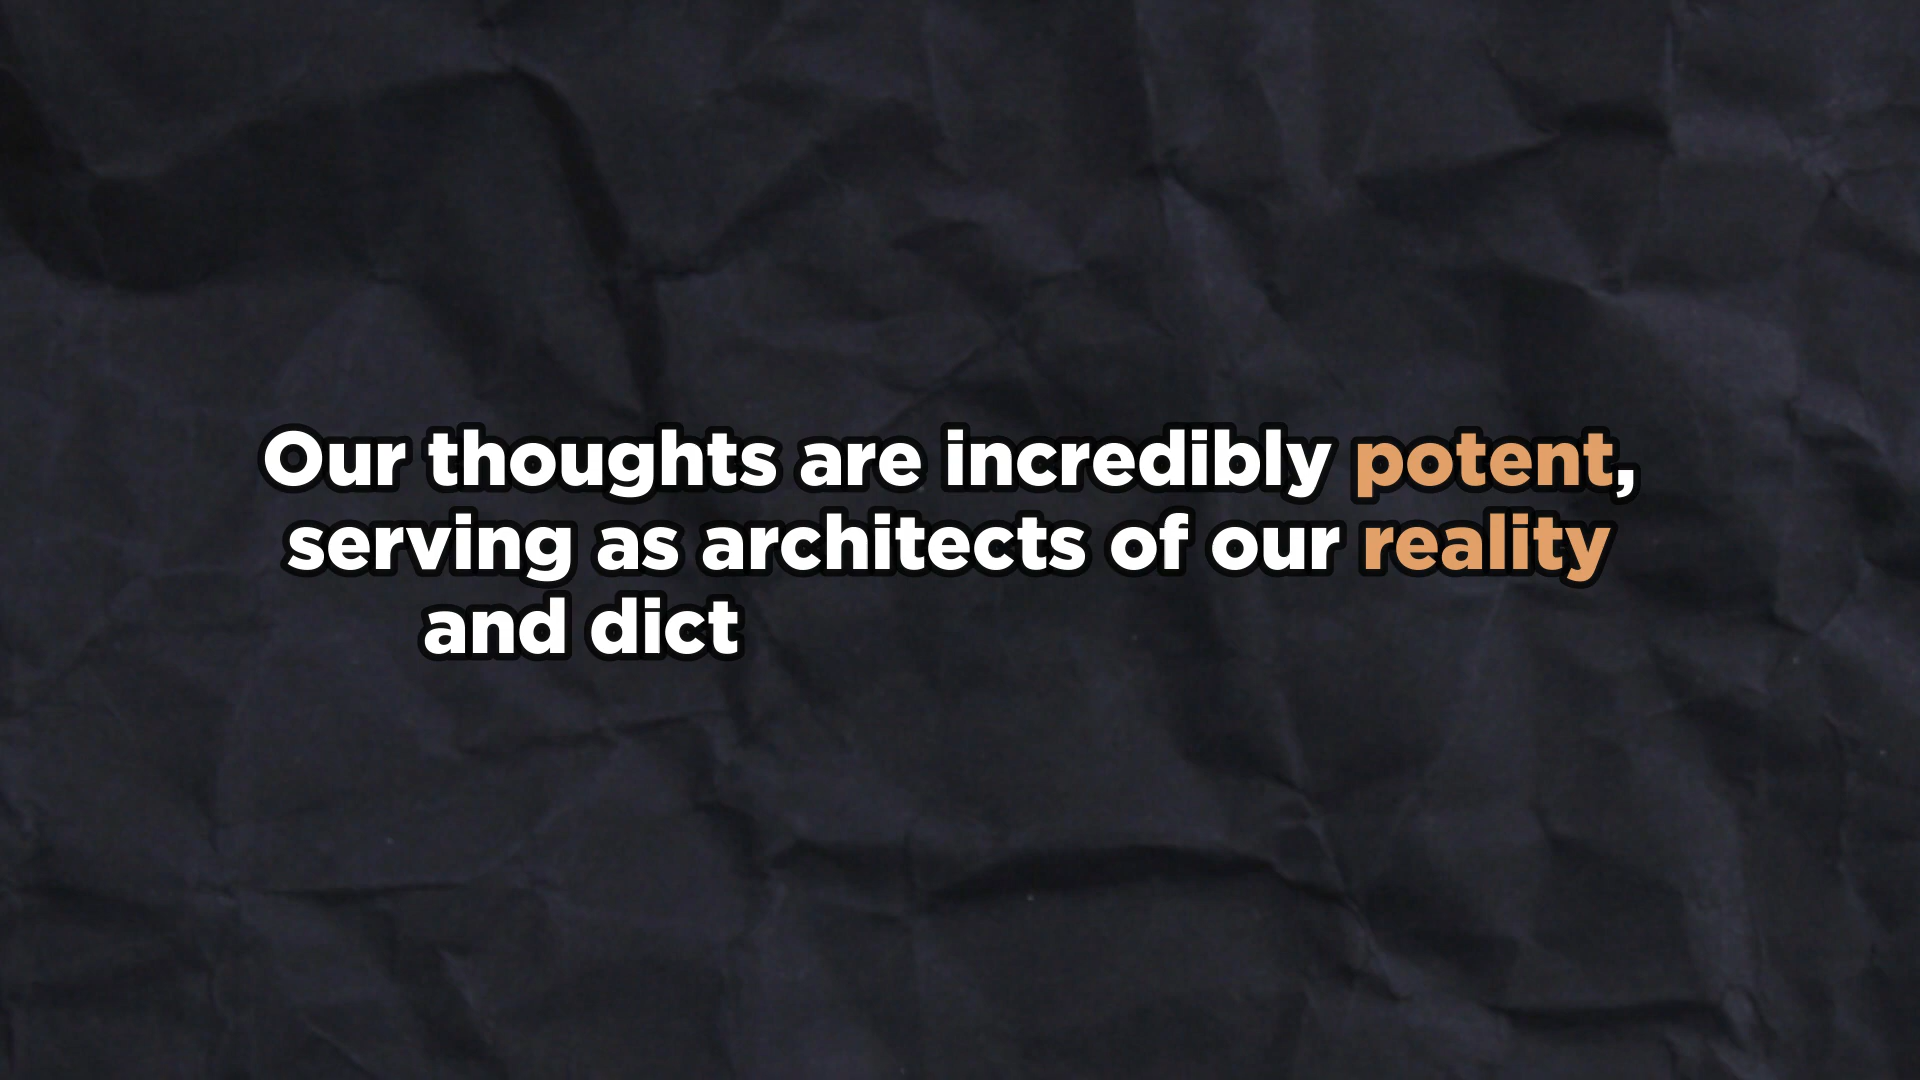 Our thoughts are incredibly potent,
serving as architects of our reality
and dict